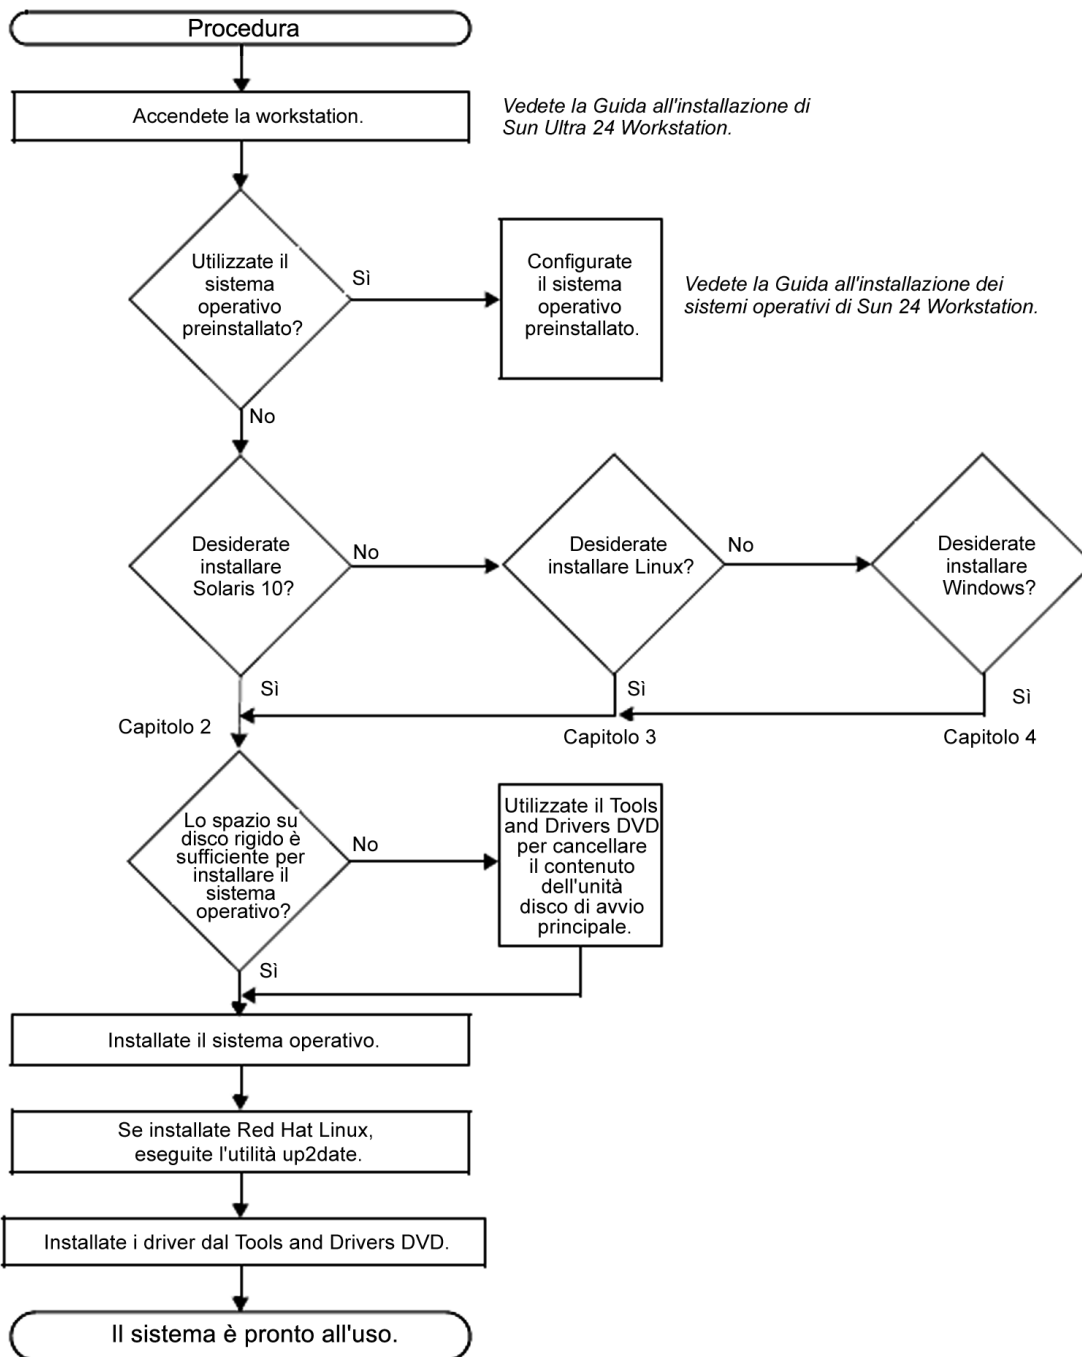 Procedura
Accendete la workstation.
Vedete la Guida all'installazione di
Sun Ultra 24 Workstation.
Utilizzate il
sistema
operativo
preinstallato?
Sì
Configurate
il sistema
operativo
preinstallato.
Vedete la Guida all'installazione dei
sistemi operativi di Sun 24 Workstation.
No
Desiderate
installare
Solaris 10?
No
Desiderate
installare Linux?
No
Desiderate
installare
Windows?
Sì
Sì
Sì
Capitolo 2
Capitolo 3
Capitolo 4
Lo spazio su
disco rigido è
sufficiente per
installare il
sistema
operativo?
No
Utilizzate il Tools
and Drivers DVD
per cancellare
il contenuto
dell'unità
disco di avvio
principale.
Sì
Installate il sistema operativo.
Se installate Red Hat Linux,
eseguite l'utilità up2date.
Installate i driver dal Tools and Drivers DVD.
Il sistema è pronto all'uso.